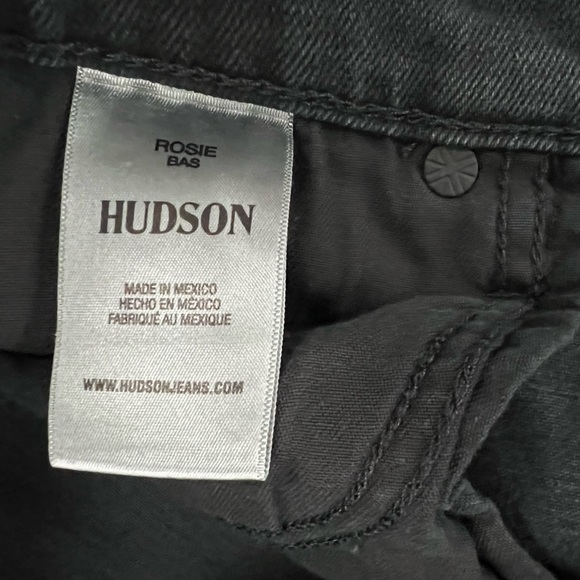 ROSIE
BAS
HUDSON
MADE IN MEXICO
HECHO EN MÉXICO
FABRIQUÉ AU MEXIQUE
WWW.HUDSONJEANS.COM